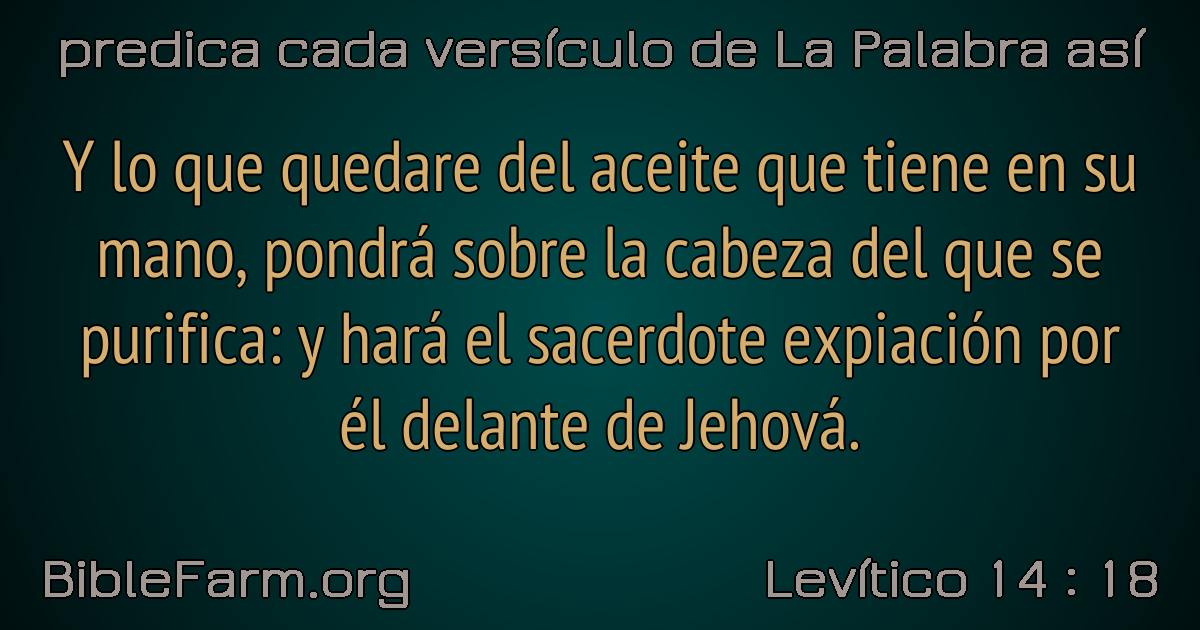 predica cada versículo de La Palabra así
Y lo que quedare del aceite que tiene en su
mano, pondrá sobre la cabeza del que se
purifica: y hará el sacerdote expiación por
él delante de Jehová.
BibleFarm.org
Levítico 14 : 18